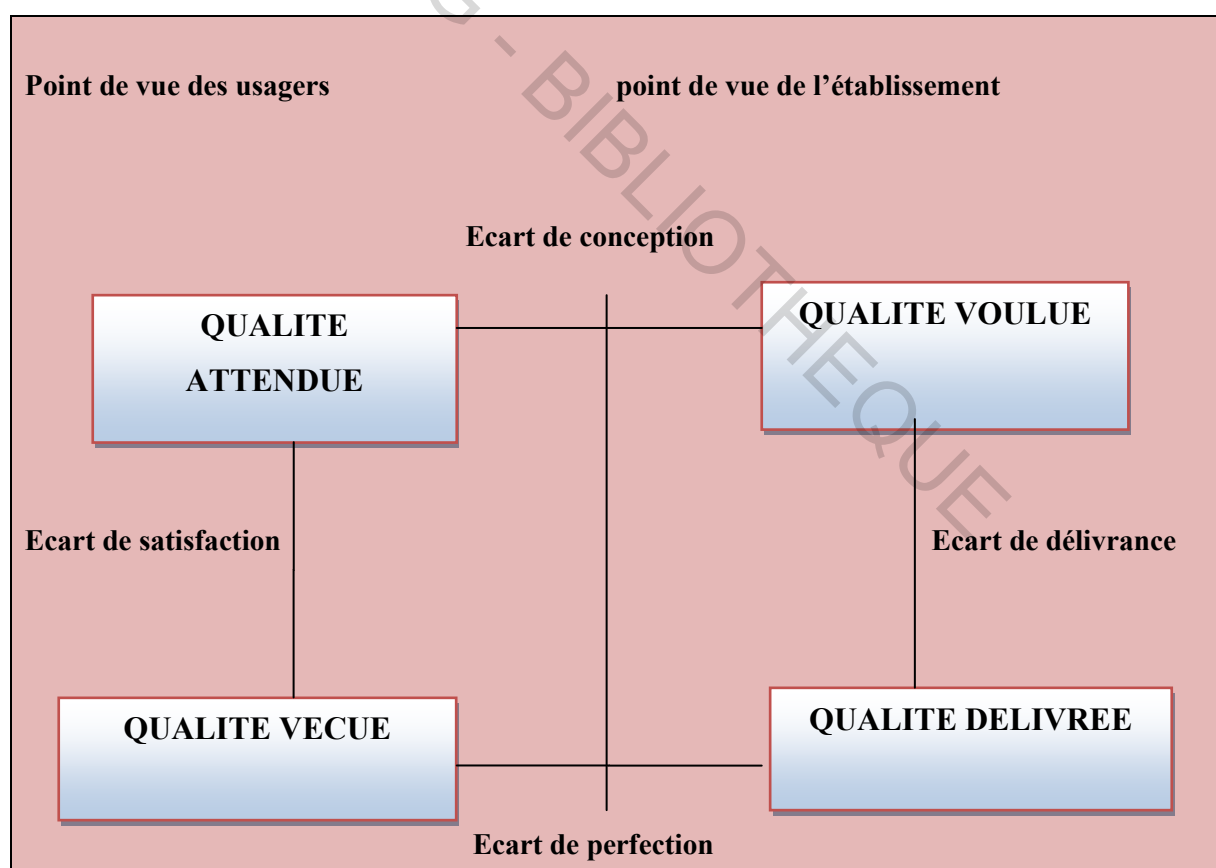 Point de vue des usagers
point de vue de l'établissement
Ecart de conception
QUALITE
ATTENDUE
QUALITE VOULUE
Ecart de satisfaction
Ecart de délivrance
QUALITE VECUE
QUALITE DELIVREE
Ecart de perfection
G - BIBLIOTHEQUE